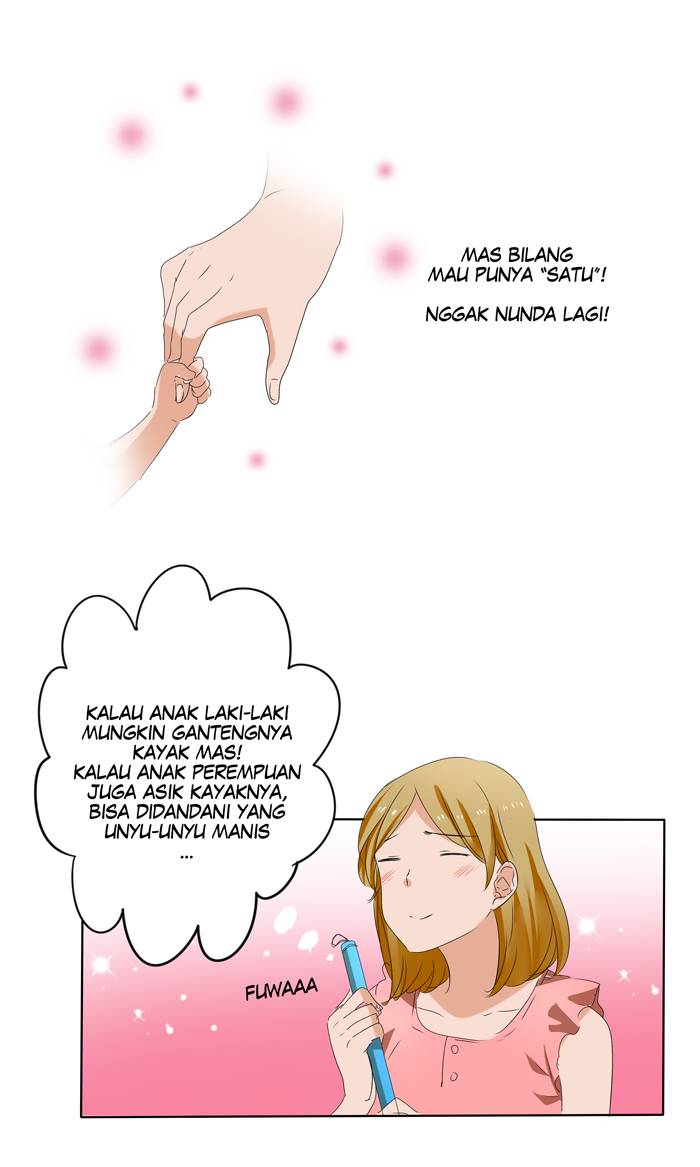 MAS BILANG
MAU PUNYA “SATU”!
NGGAK NUNDA LAGI!
KALAU ANAK LAKI-LAKI
MUNGKIN GANTENGNYA
KAYAK MAS!
KALAU ANAK PEREMPUAN
JUGA ASIK KAYAKNYA,
BISA DIDANDANI YANG
UNYU-UNYU MANIS
...
FUWAAA